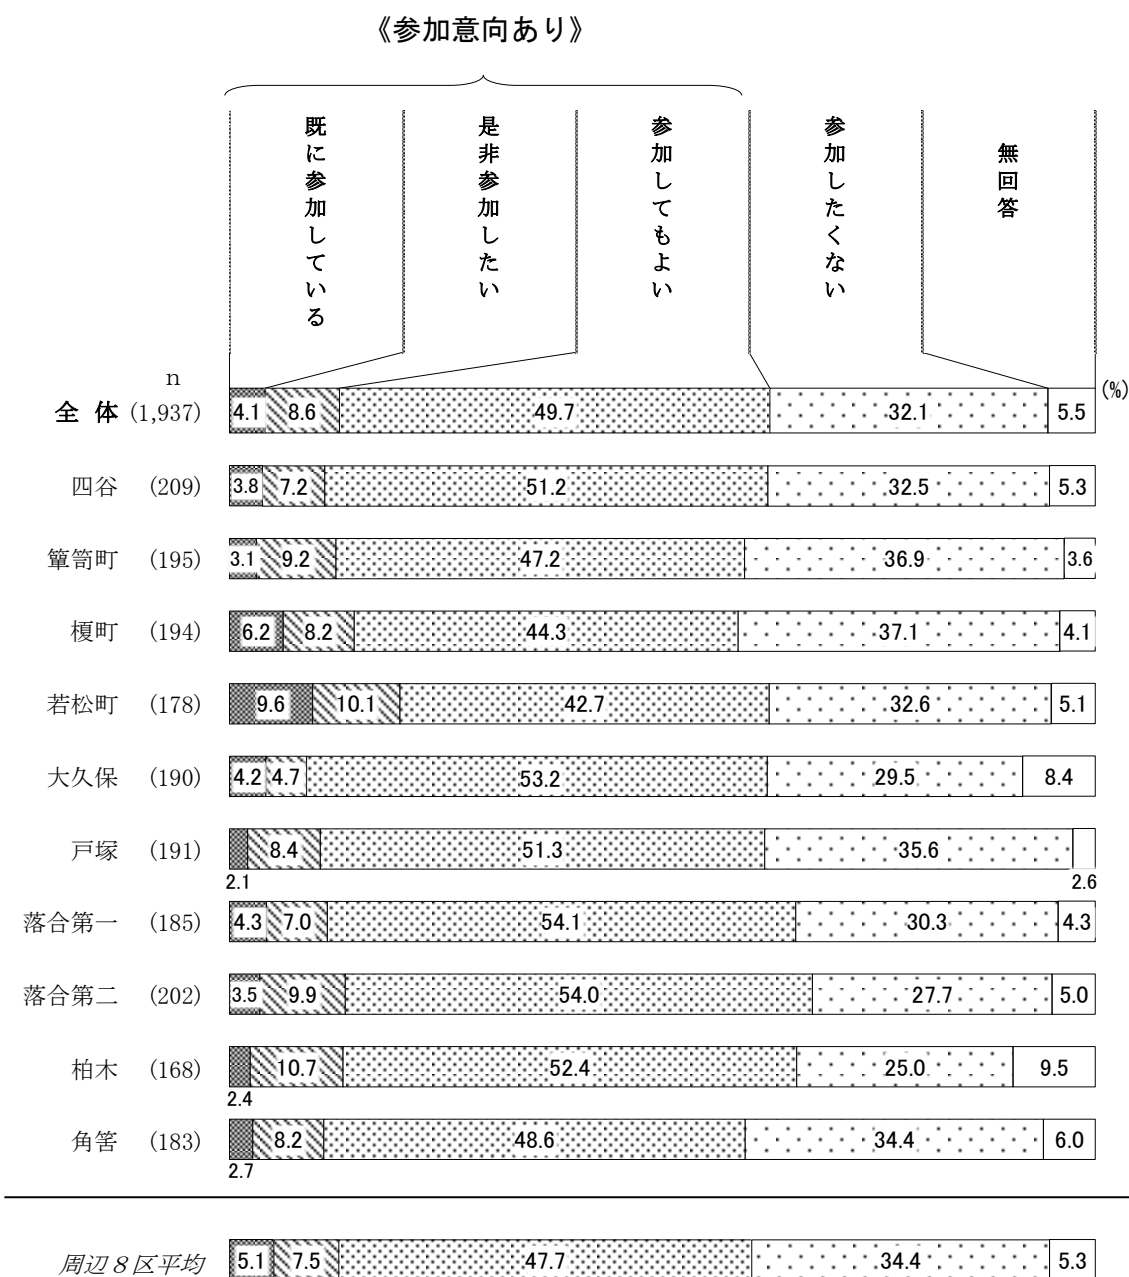 《参加意向あり》
既に参加している
是非参加したい
参加してもよい
参加したくない
無回答
n
(%)
全 体 (1,937) 4.1 8.6 49.7 32.1 5.5
四谷 (209) 3.8 7.2 51.2 32.5 5.3
簞笥町 (195) 3.1 9.2 47.2 36.9 3.6
榎町 (194) 6.2 8.2 44.3 37.1 4.1
若松町 (178) 9.6 10.1 42.7 32.6 5.1
大久保 (190) 4.2 4.7 53.2 29.5 8.4
戸塚 (191) 8.4 51.3 35.6
2.1 2.6
落合第一 (185) 4.3 7.0 54.1 30.3 4.3
落合第二 (202) 3.5 9.9 54.0 27.7 5.0
柏木 (168) 10.7 52.4 25.0 9.5
2.4
角筈 (183) 8.2 48.6 34.4 6.0
2.7
周辺８区平均 5.1 7.5 47.7 34.4 5.3